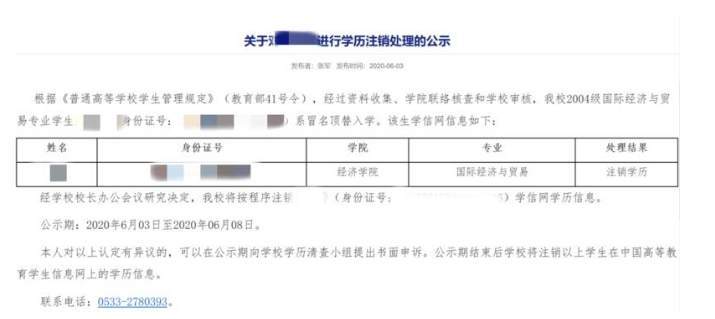 关于 进行学历注销处理的公示
发布者：张军 发布时间：2020-06-03
根据《普通高等学校学生管理规定》（教育部41号令），经过资料收集、学院联络核查和学校审核，我校2004级国际经济与贸
易专业学生 身份证号： ）系冒名顶替入学。该生学信网信息如下：
姓名 身份证号 学院 专业 处理结果
经济学院 国际经济与贸易 注销学历
经学校校长办公会议研究决定，我校将按程序注销 （身份证号： ）学信网学历信息。
公示期：2020年6月03日至2020年06月08日。
本人对以上认定有异议的，可以在公示期向学校学历清查小组提出书面申诉。公示期结束后学校将注销以上学生在中国高等教
育学生信息网上的学历信息。
联系电话：0533-2780393。